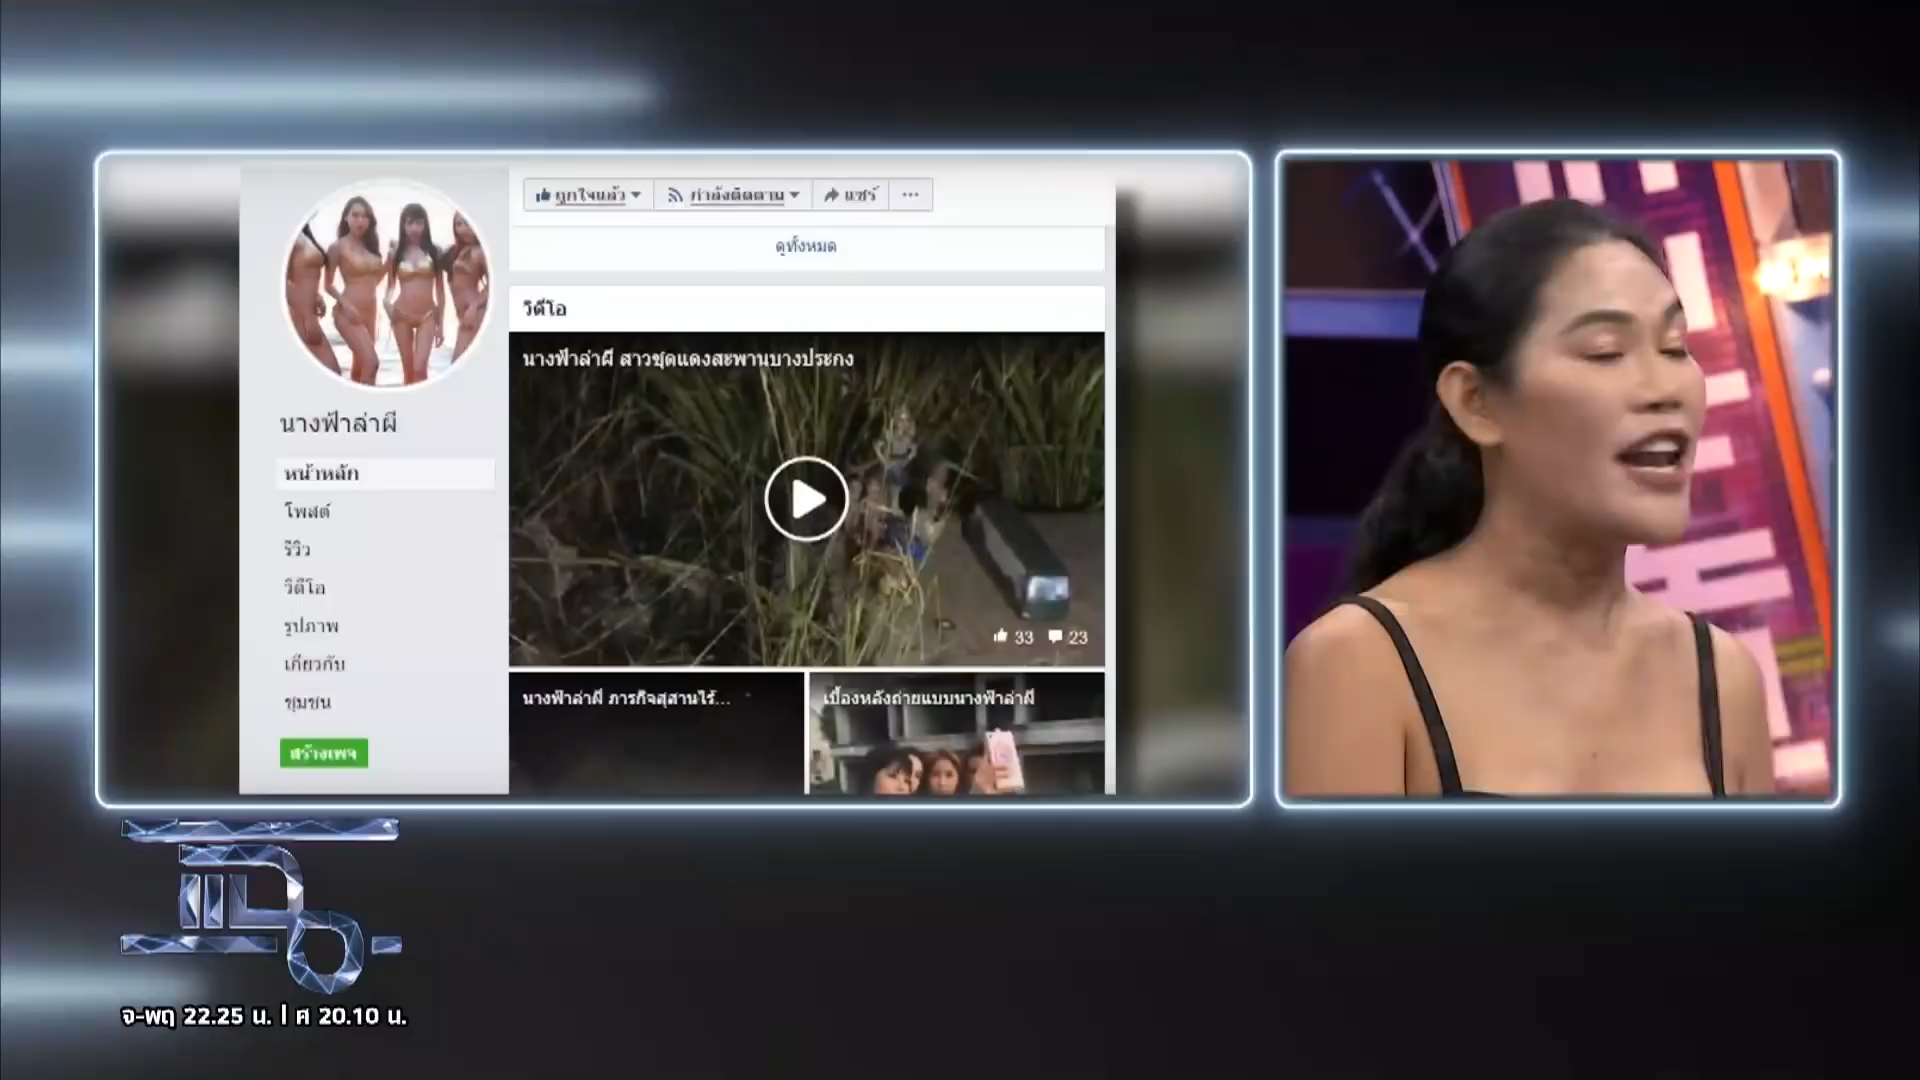 ถูกใจแล้ว กำลังติดตาม แชร์ ...
ดูทั้งหมด
วิดีโอ
นางฟ้าล่าผี สาวชุดแดงสะพานบางประกง
33 23
นางฟ้าล่าผี
หน้าหลัก
โพสต์
รีวิว
วิดีโอ
รูปภาพ
เกี่ยวกับ
ชุมชน
สร้างเพจ
นางฟ้าล่าผี ภารกิจสุสานไร้...
เบื้องหลังถ่ายแบบนางฟ้าล่าผี
แฉ
จ-พฤ 22.25 น. | ศ 20.10 น.